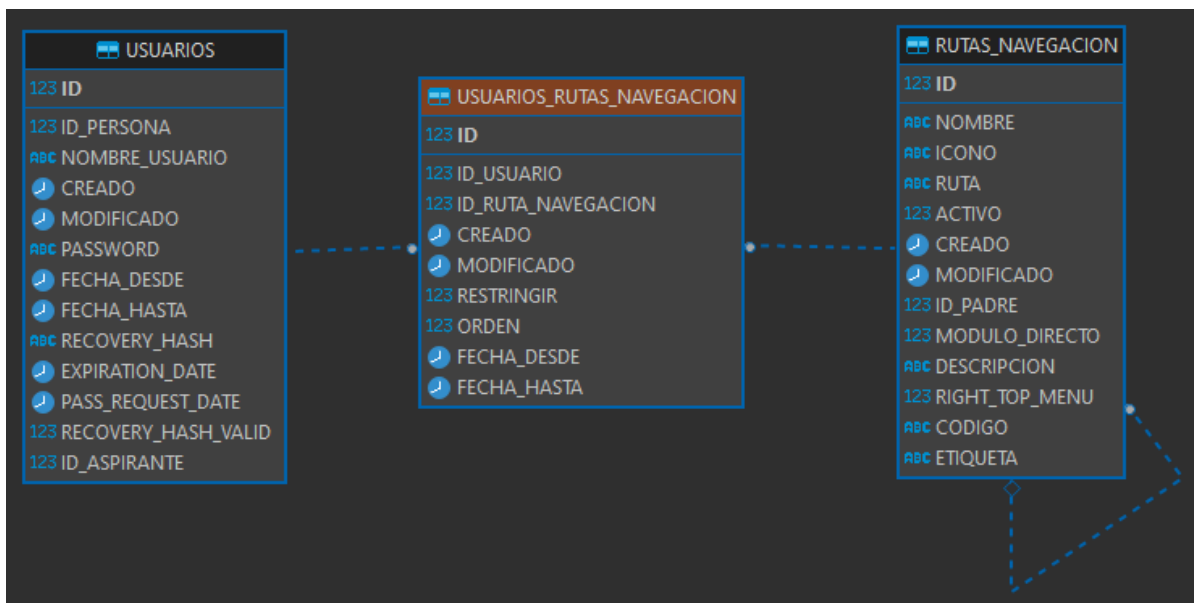 USUARIOS
123 ID
123 ID_PERSONA
ABC NOMBRE_USUARIO
CREADO
MODIFICADO
ABC PASSWORD
FECHA_DESDE
FECHA_HASTA
ABC RECOVERY_HASH
EXPIRATION_DATE
PASS_REQUEST_DATE
123 RECOVERY_HASH_VALID
123 ID_ASPIRANTE
USUARIOS_RUTAS_NAVEGACION
123 ID
123 ID_USUARIO
123 ID_RUTA_NAVEGACION
CREADO
MODIFICADO
123 RESTRINGIR
123 ORDEN
FECHA_DESDE
FECHA_HASTA
RUTAS_NAVEGACION
123 ID
ABC NOMBRE
ABC ICONO
ABC RUTA
123 ACTIVO
CREADO
MODIFICADO
123 ID_PADRE
123 MODULO_DIRECTO
ABC DESCRIPCION
123 RIGHT_TOP_MENU
ABC CODIGO
ABC ETIQUETA